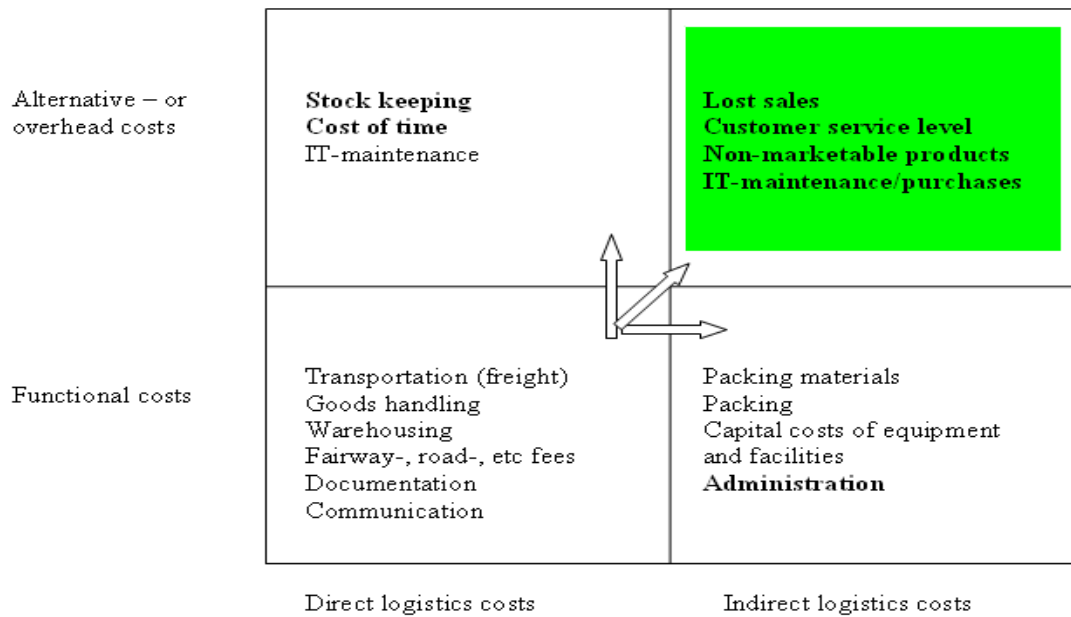 Alternative – or
overhead costs
Stock keeping
Cost of time
IT-maintenance
Lost sales
Customer service level
Non-marketable products
IT-maintenance/purchases
Functional costs
Transportation (freight)
Goods handling
Warehousing
Fairway-, road-, etc fees
Documentation
Communication
Packing materials
Packing
Capital costs of equipment
and facilities
Administration
Direct logistics costs
Indirect logistics costs